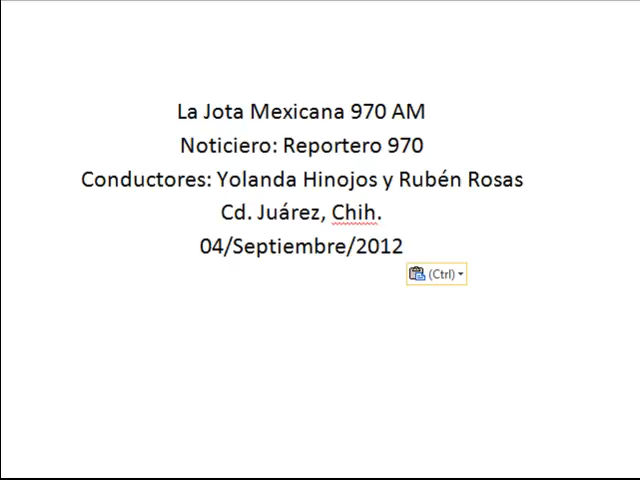 La Jota Mexicana 970 AM
Noticiero: Reportero 970
Conductores: Yolanda Hinojos y Rubén Rosas
Cd. Juárez, Chih.
04/Septiembre/2012
(Ctrl)